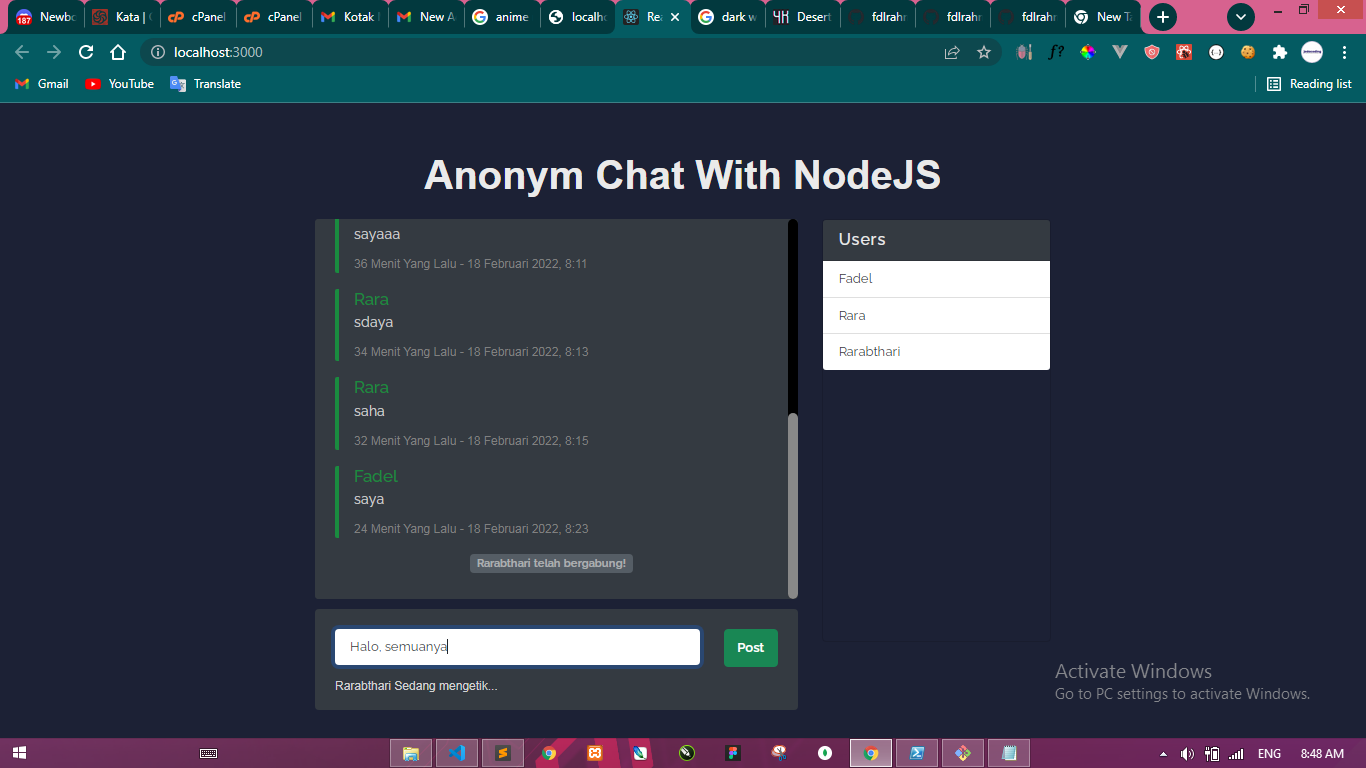 187
Newbo
Kata |
cPanel
cPanel
Kotak
New A
anime
localho
Rea
dark w
Desert
fdlrahr
fdlrahr
fdlrahr
New Ta
localhost:3000
Gmail
YouTube
Translate
Reading list
Anonym Chat With NodeJS
sayaaa
36 Menit Yang Lalu - 18 Februari 2022, 8:11
Rara
sdaya
34 Menit Yang Lalu - 18 Februari 2022, 8:13
Rara
saha
32 Menit Yang Lalu - 18 Februari 2022, 8:15
Fadel
saya
24 Menit Yang Lalu - 18 Februari 2022, 8:23
Rarabthari telah bergabung!
Halo, semuanya
Post
Rarabthari Sedang mengetik...
Users
Fadel
Rara
Rarabthari
Activate Windows
Go to PC settings to activate Windows.
ENG
8:48 AM